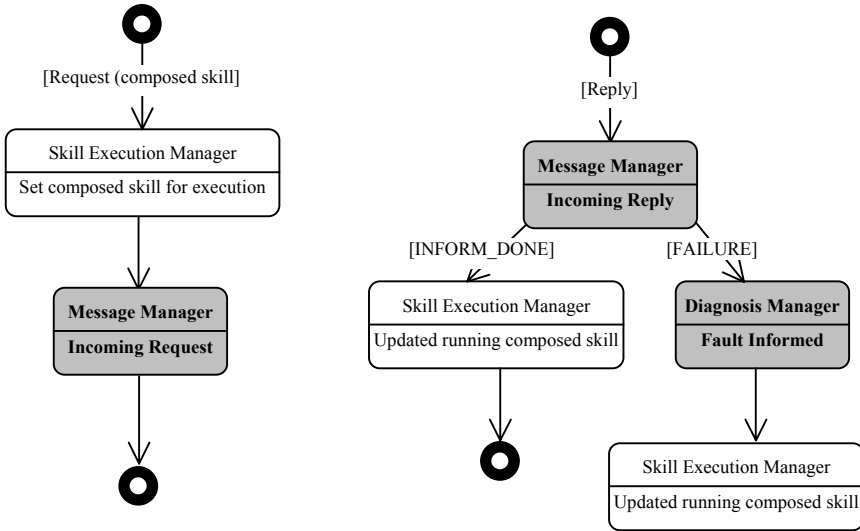 [Request (composed skill]
Skill Execution Manager
Set composed skill for execution
Message Manager
Incoming Request
[Reply]
Message Manager
Incoming Reply
[INFORM_DONE]
[FAILURE]
Skill Execution Manager
Updated running composed skill
Diagnosis Manager
Fault Informed
Skill Execution Manager
Updated running composed skill